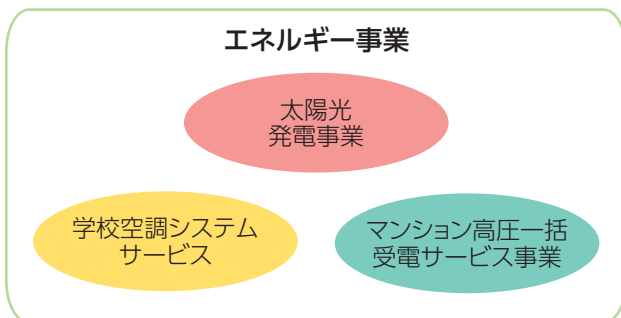 エネルギー事業
太陽光
発電事業
学校空調システム
サービス
マンション高圧一括
受電サービス事業